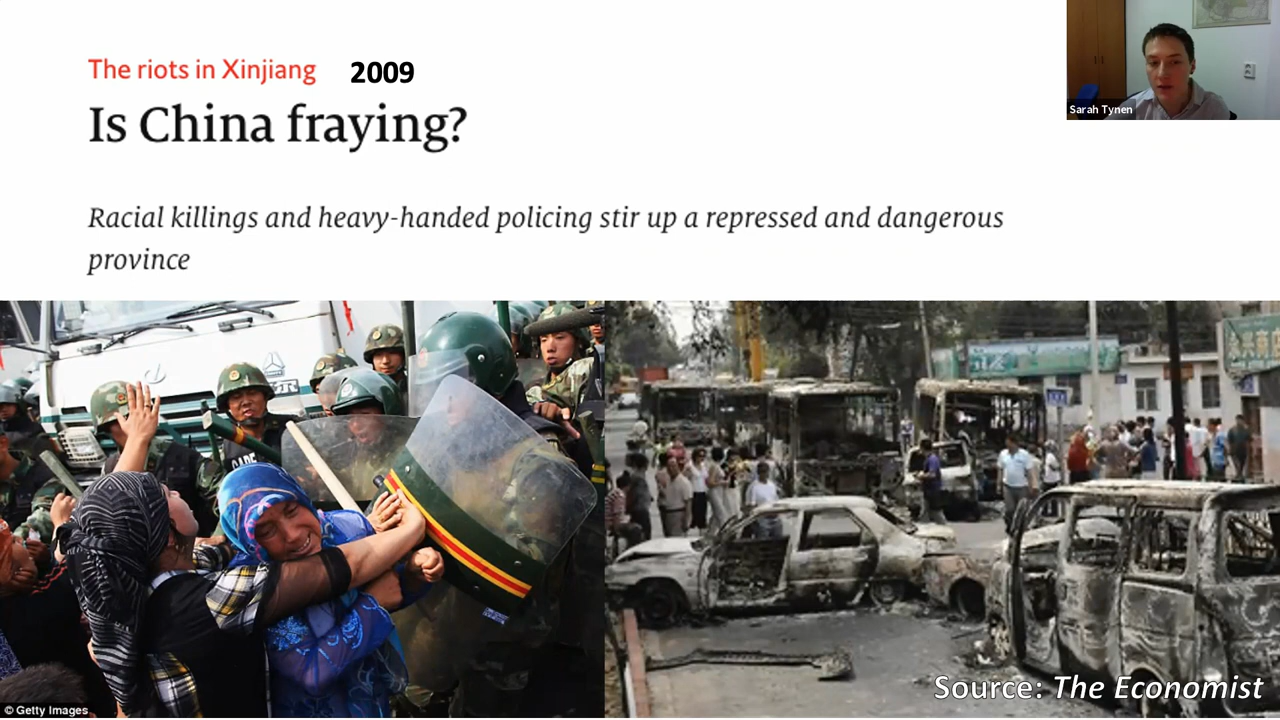 The riots in Xinjiang 2009
Is China fraying?
Sarah Tynen
Racial killings and heavy-handed policing stir up a repressed and dangerous
province
Source: The Economist
© Getty Images